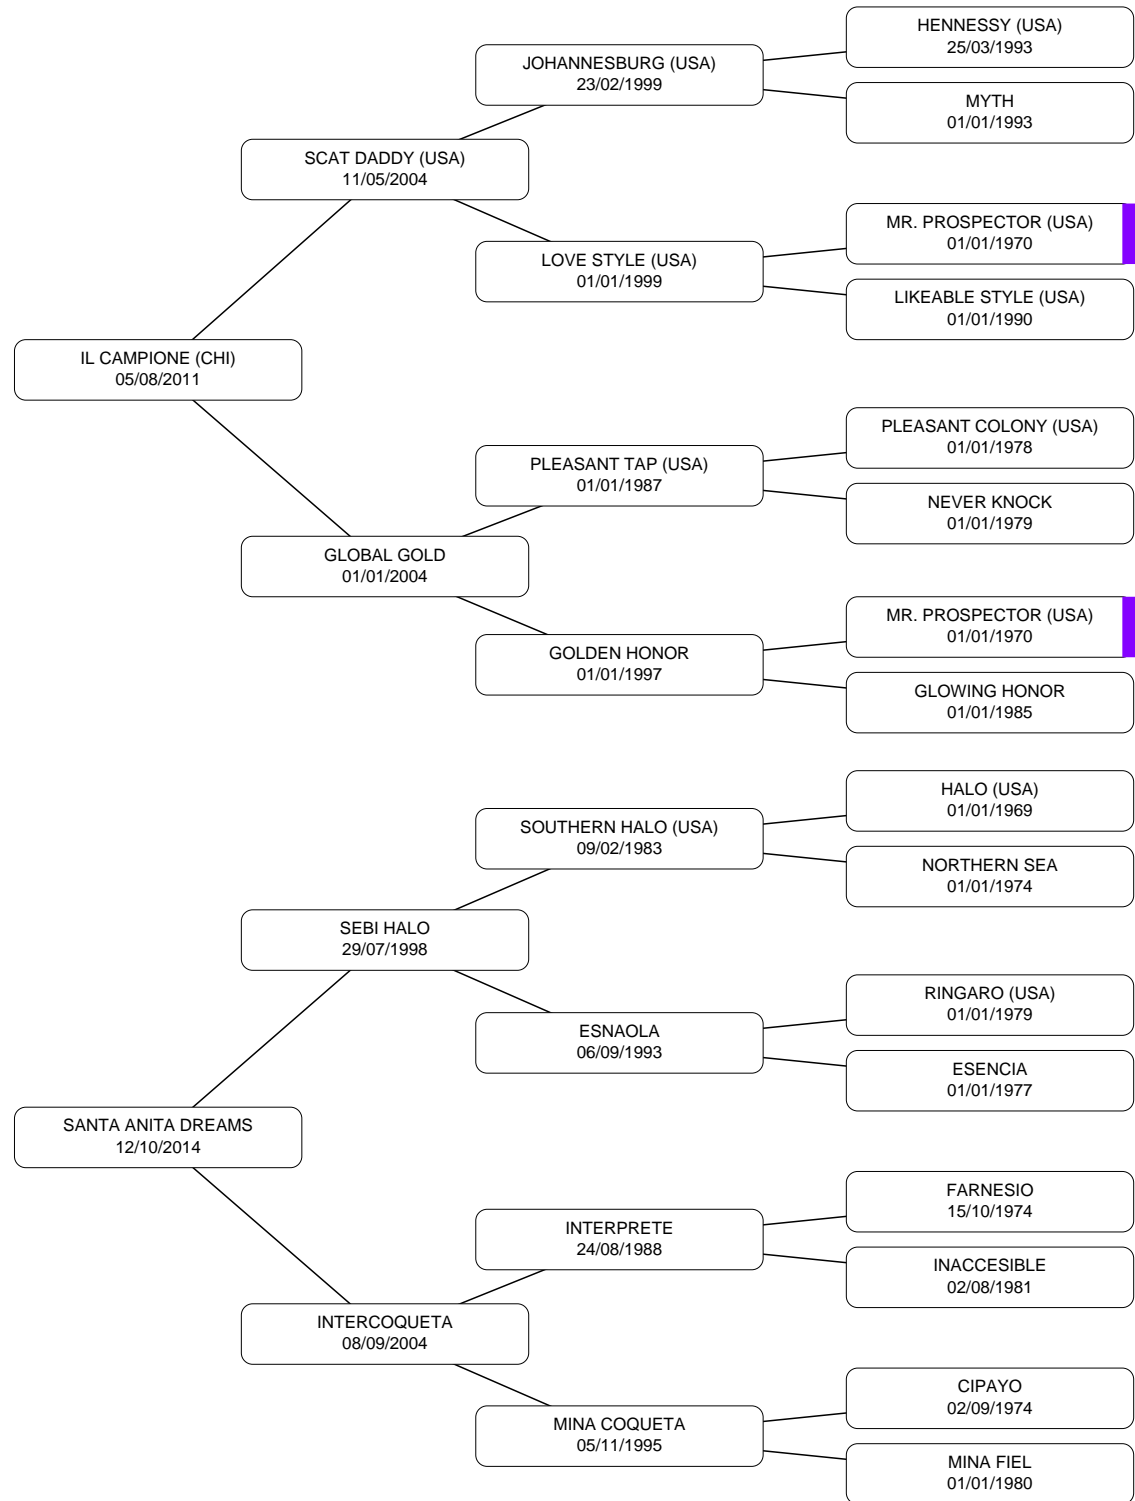 HENNESSY (USA)
25/03/1993
JOHANNESBURG (USA)
23/02/1999
MYTH
01/01/1993
SCAT DADDY (USA)
11/05/2004
MR. PROSPECTOR (USA)
01/01/1970
LOVE STYLE (USA)
01/01/1999
LIKEABLE STYLE (USA)
01/01/1990
IL CAMPIONE (CHI)
05/08/2011
PLEASANT COLONY (USA)
01/01/1978
PLEASANT TAP (USA)
01/01/1987
NEVER KNOCK
01/01/1979
GLOBAL GOLD
01/01/2004
MR. PROSPECTOR (USA)
01/01/1970
GOLDEN HONOR
01/01/1997
GLOWING HONOR
01/01/1985
HALO (USA)
01/01/1969
SOUTHERN HALO (USA)
09/02/1983
NORTHERN SEA
01/01/1974
SEBI HALO
29/07/1998
RINGARO (USA)
01/01/1979
ESNAOLA
06/09/1993
ESENCIA
01/01/1977
SANTA ANITA DREAMS
12/10/2014
FARNESIO
15/10/1974
INTERPRETE
24/08/1988
INACCESIBLE
02/08/1981
INTERCOQUETA
08/09/2004
CIPAYO
02/09/1974
MINA COQUETA
05/11/1995
MINA FIEL
01/01/1980